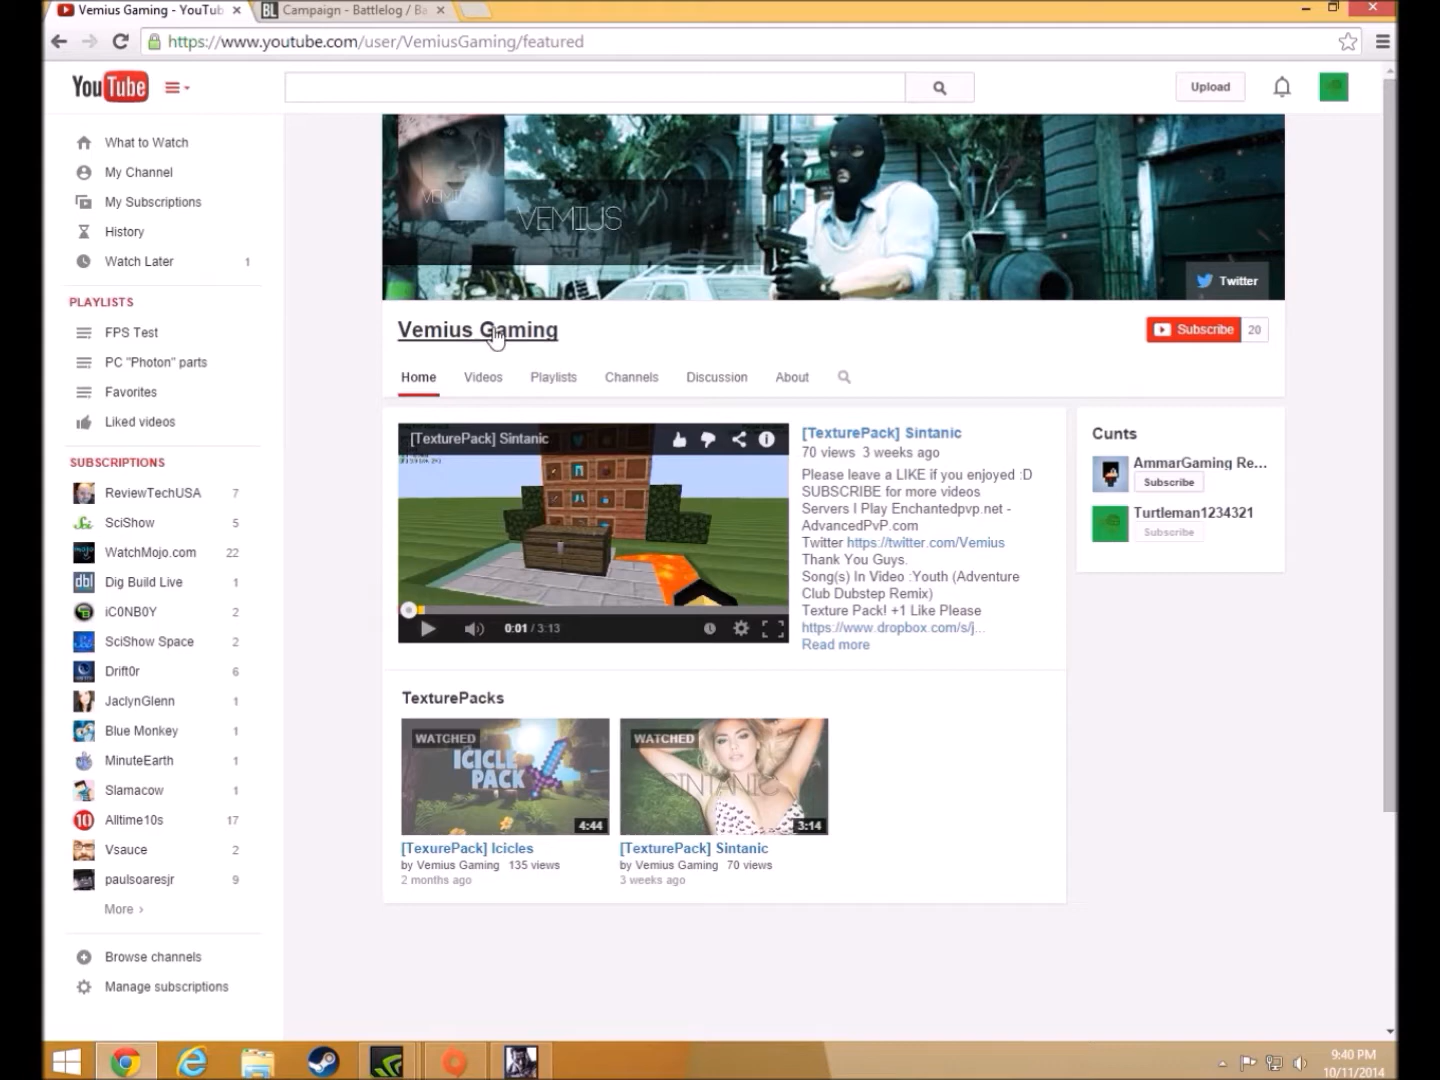 Vemius Gaming - YouTub
BL Campaign - Battlelog / Ba
https://www.youtube.com/user/VemiusGaming/featured
YouTube
Upload
What to Watch
My Channel
My Subscriptions
History
Watch Later 1
PLAYLISTS
FPS Test
PC "Photon" parts
Favorites
Liked videos
SUBSCRIPTIONS
ReviewTechUSA 7
SciShow 5
WatchMojo.com 22
dbl Dig Build Live 1
iC0NB0Y 2
SciShow Space 2
Drift0r 6
JaclynGlenn 1
Blue Monkey 1
MinuteEarth 1
Slamacow 1
10 Alltime10s 17
Vsauce 2
paulsoaresjr 9
More ›
Browse channels
Manage subscriptions
VEMIUS
VEMIUS
Twitter
Vemius Gaming
Subscribe 20
Home Videos Playlists Channels Discussion About
[TexturePack] Sintanic
0:01 / 3:13
[TexturePack] Sintanic
70 views 3 weeks ago
Please leave a LIKE if you enjoyed :D
SUBSCRIBE for more videos
Servers I Play Enchantedpvp.net -
AdvancedPvP.com
Twitter https://twitter.com/Vemius
Thank You Guys.
Song(s) In Video :Youth (Adventure
Club Dubstep Remix)
Texture Pack! +1 Like Please
https://www.dropbox.com/s/j...
Read more
Cunts
AmmarGaming Re...
Subscribe
Turtleman1234321
Subscribe
TexturePacks
WATCHED
ICICLE
PACK
4:44
[TexurePack] Icicles
by Vemius Gaming 135 views
2 months ago
WATCHED
SINTANIC
3:14
[TexturePack] Sintanic
by Vemius Gaming 70 views
3 weeks ago
9:40 PM
10/11/2014